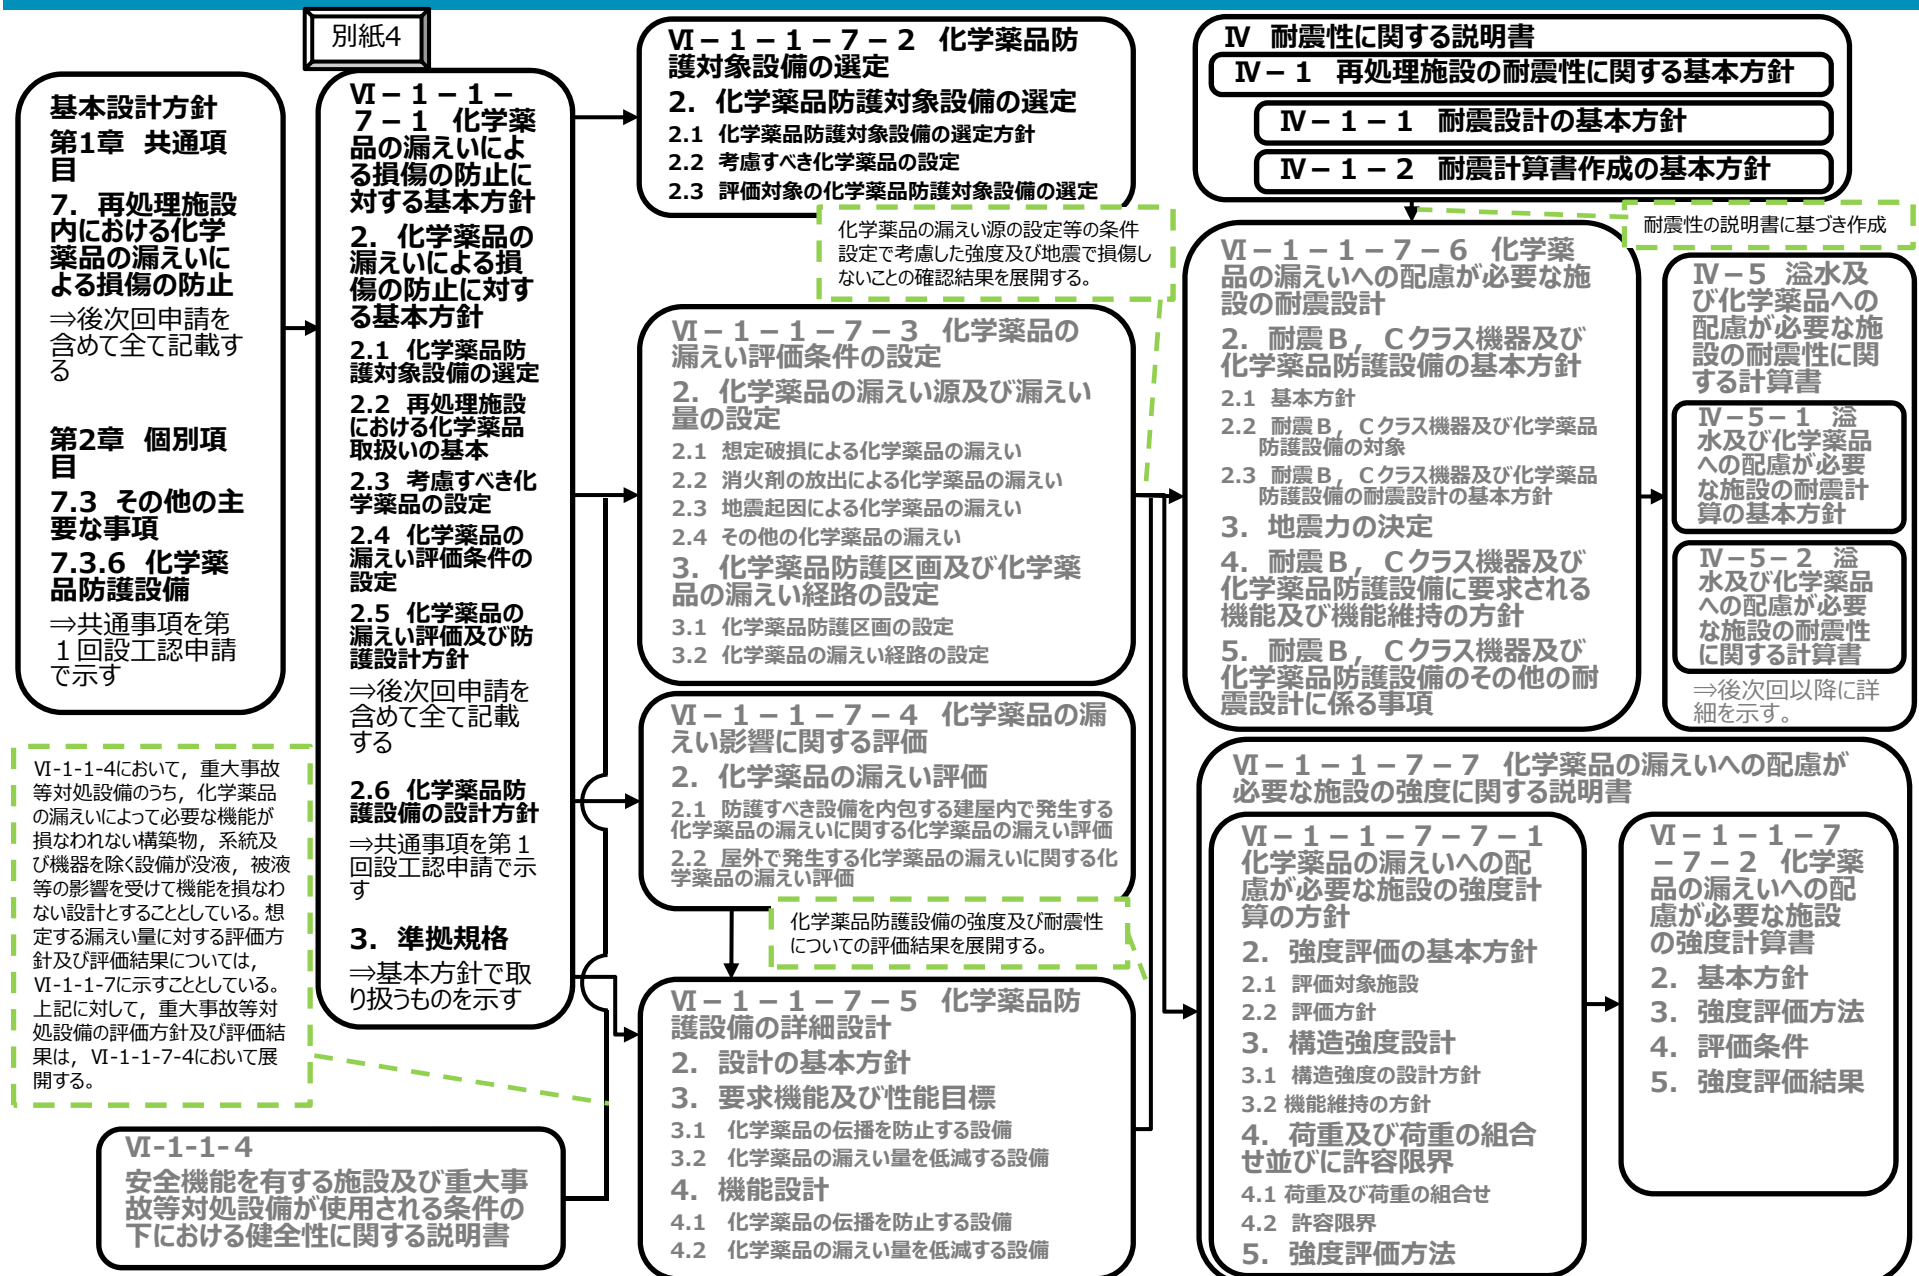 別紙4
基本設計方針
第1章 共通項
目
7. 再処理施設
内における化学
薬品の漏えいに
よる損傷の防止
⇒後次回申請を
含めて全て記載す
る
第2章 個別項
目
7.3 その他の主
要な事項
7.3.6 化学薬
品防護設備
⇒共通事項を第
１回設工認申請
で示す
Ⅵ－１－１－
７－１ 化学薬
品の漏えいによ
る損傷の防止に
対する基本方針
2. 化学薬品の
漏えいによる損
傷の防止に対す
る基本方針
2.1 化学薬品防
護対象設備の選定
2.2 再処理施設
における化学薬品
取扱いの基本
2.3 考慮すべき化
学薬品の設定
2.4 化学薬品の
漏えい評価条件の
設定
2.5 化学薬品の
漏えい評価及び防
護設計方針
⇒後次回申請を
含めて全て記載
する
2.6 化学薬品防
護設備の設計方針
⇒共通事項を第１
回設工認申請で示
す
3. 準拠規格
⇒基本方針で取
り扱うものを示す
Ⅵ-1-1-4において，重大事故
等対処設備のうち，化学薬品
の漏えいによって必要な機能が
損なわれない構築物，系統及
び機器を除く設備が没液，被液
等の影響を受けて機能を損なわ
ない設計とすることとしている。想
定する漏えい量に対する評価方
針及び評価結果については，
Ⅵ-1-1-7に示すこととしている。
上記に対して，重大事故等対
処設備の評価方針及び評価結
果は，Ⅵ-1-1-7-4において展
開する。
Ⅵ-1-1-4
安全機能を有する施設及び重大事
故等対処設備が使用される条件の
下における健全性に関する説明書
Ⅵ－１－１－７－２ 化学薬品防
護対象設備の選定
2. 化学薬品防護対象設備の選定
2.1 化学薬品防護対象設備の選定方針
2.2 考慮すべき化学薬品の設定
2.3 評価対象の化学薬品防護対象設備の選定
化学薬品の漏えい源の設定等の条件
設定で考慮した強度及び地震で損傷し
ないことの確認結果を展開する。
Ⅵ－１－１－７－３ 化学薬品の
漏えい評価条件の設定
2. 化学薬品の漏えい源及び漏えい
量の設定
2.1 想定破損による化学薬品の漏えい
2.2 消火剤の放出による化学薬品の漏えい
2.3 地震起因による化学薬品の漏えい
2.4 その他の化学薬品の漏えい
3. 化学薬品防護区画及び化学薬
品の漏えい経路の設定
3.1 化学薬品防護区画の設定
3.2 化学薬品の漏えい経路の設定
Ⅵ－１－１－７－４ 化学薬品の漏
えい影響に関する評価
2. 化学薬品の漏えい評価
2.1 防護すべき設備を内包する建屋内で発生する
化学薬品の漏えいに関する化学薬品の漏えい評価
2.2 屋外で発生する化学薬品の漏えいに関する化
学薬品の漏えい評価
化学薬品防護設備の強度及び耐震性
についての評価結果を展開する。
Ⅵ－１－１－７－５ 化学薬品防
護設備の詳細設計
2. 設計の基本方針
3. 要求機能及び性能目標
3.1 化学薬品の伝播を防止する設備
3.2 化学薬品の漏えい量を低減する設備
4. 機能設計
4.1 化学薬品の伝播を防止する設備
4.2 化学薬品の漏えい量を低減する設備
Ⅳ 耐震性に関する説明書
Ⅳ－１ 再処理施設の耐震性に関する基本方針
Ⅳ－１－１ 耐震設計の基本方針
Ⅳ－１－２ 耐震計算書作成の基本方針
耐震性の説明書に基づき作成
Ⅵ－１－１－７－６ 化学薬
品の漏えいへの配慮が必要な施
設の耐震設計
2. 耐震Ｂ，Ｃクラス機器及び
化学薬品防護設備の基本方針
2.1 基本方針
2.2 耐震Ｂ，Ｃクラス機器及び化学薬品
防護設備の対象
2.3 耐震Ｂ，Ｃクラス機器及び化学薬品
防護設備の耐震設計の基本方針
3. 地震力の決定
4. 耐震Ｂ，Ｃクラス機器及び
化学薬品防護設備に要求される
機能及び機能維持の方針
5. 耐震Ｂ，Ｃクラス機器及び
化学薬品防護設備のその他の耐
震設計に係る事項
Ⅳ－５ 溢水及
び化学薬品への
配慮が必要な施
設の耐震性に関
する計算書
Ⅳ－５－１ 溢
水及び化学薬品
への配慮が必要
な施設の耐震計
算の基本方針
Ⅳ－５－２ 溢
水及び化学薬品
への配慮が必要
な施設の耐震性
に関する計算書
⇒後次回以降に詳
細を示す。
Ⅵ－１－１－７－７ 化学薬品の漏えいへの配慮が
必要な施設の強度に関する説明書
Ⅵ－１－１－７－７－１
化学薬品の漏えいへの配
慮が必要な施設の強度計
算の方針
2. 強度評価の基本方針
2.1 評価対象施設
2.2 評価方針
3. 構造強度設計
3.1 構造強度の設計方針
3.2 機能維持の方針
4. 荷重及び荷重の組合
せ並びに許容限界
4.1 荷重及び荷重の組合せ
4.2 許容限界
5. 強度評価方法
Ⅵ－１－１－７
－７－２ 化学薬
品の漏えいへの配
慮が必要な施設
の強度計算書
2. 基本方針
3. 強度評価方法
4. 評価条件
5. 強度評価結果